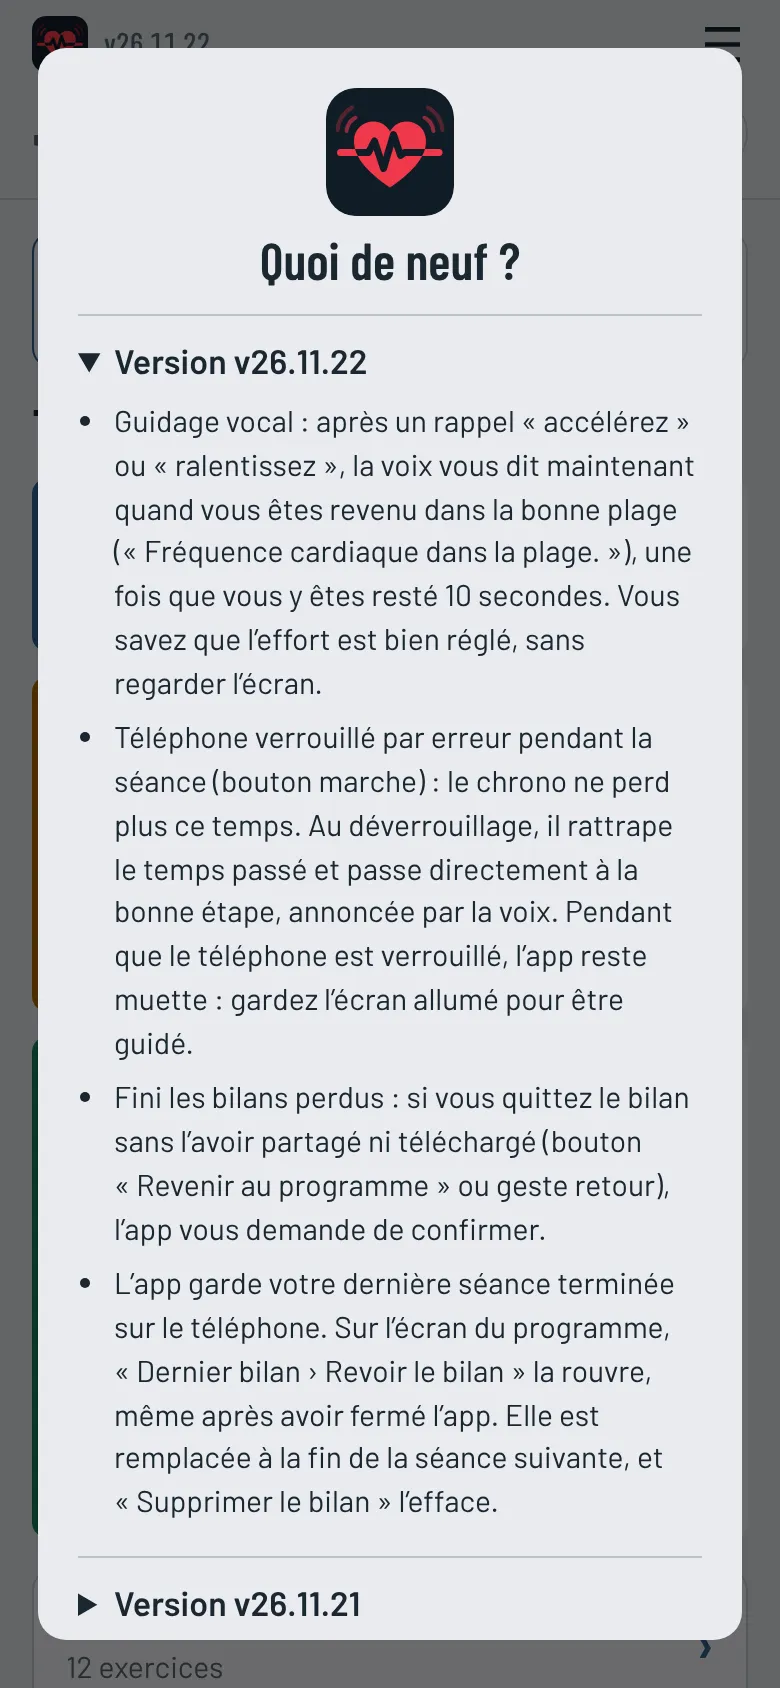 v26.11.22
Quoi de neuf ?
Version v26.11.22
Guidage vocal : après un rappel « accélérez »
ou « ralentissez », la voix vous dit maintenant
quand vous êtes revenu dans la bonne plage
(« Fréquence cardiaque dans la plage. »), une
fois que vous y êtes resté 10 secondes. Vous
savez que l’effort est bien réglé, sans
regarder l’écran.
Téléphone verrouillé par erreur pendant la
séance (bouton marche) : le chrono ne perd
plus ce temps. Au déverrouillage, il rattrape
le temps passé et passe directement à la
bonne étape, annoncée par la voix. Pendant
que le téléphone est verrouillé, l’app reste
muette : gardez l’écran allumé pour être
guidé.
Fini les bilans perdus : si vous quittez le bilan
sans l’avoir partagé ni téléchargé (bouton
« Revenir au programme » ou geste retour),
l’app vous demande de confirmer.
L’app garde votre dernière séance terminée
sur le téléphone. Sur l’écran du programme,
« Dernier bilan › Revoir le bilan » la rouvre,
même après avoir fermé l’app. Elle est
remplacée à la fin de la séance suivante, et
« Supprimer le bilan » l’efface.
Version v26.11.21
12 exercices